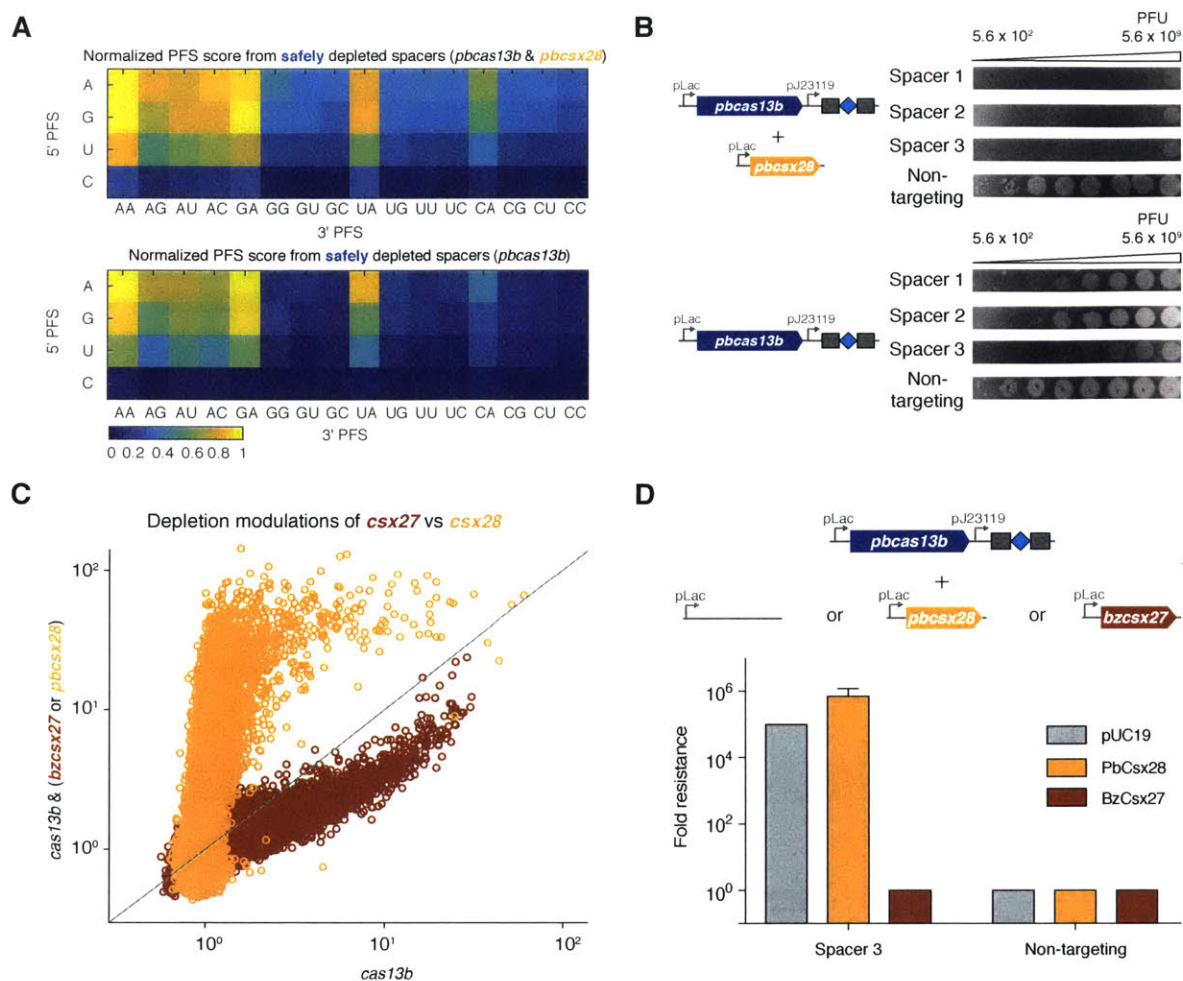 A
Normalized PFS score from safely depleted spacers (pbcas13b & pbcsx28)
5' PFS
A
G
U
C
AA AG AU AC GA GG GU GC UA UG UU UC CA CG CU CC
3' PFS
Normalized PFS score from safely depleted spacers (pbcas13b)
5' PFS
A
G
U
C
AA AG AU AC GA GG GU GC UA UG UU UC CA CG CU CC
3' PFS
0 0.2 0.4 0.6 0.8 1
B
PFU
5.6 x 10² 5.6 x 10⁹
pLac pJ23119
pbcas13b
+
pLac
pbcsx28
Spacer 1
Spacer 2
Spacer 3
Non-
targeting
PFU
5.6 x 10² 5.6 x 10⁹
pLac pJ23119
pbcas13b
Spacer 1
Spacer 2
Spacer 3
Non-
targeting
C
Depletion modulations of csx27 vs csx28
cas13b & (bzcsx27 or pbcsx28)
10²
10¹
10⁰
10⁰ 10¹ 10²
cas13b
D
pLac pJ23119
pbcas13b
+
pLac or pLac pbcsx28 or pLac bzcsx27
Fold resistance
10⁶
10⁴
10²
10⁰
pUC19
PbCsx28
BzCsx27
Spacer 3 Non-targeting